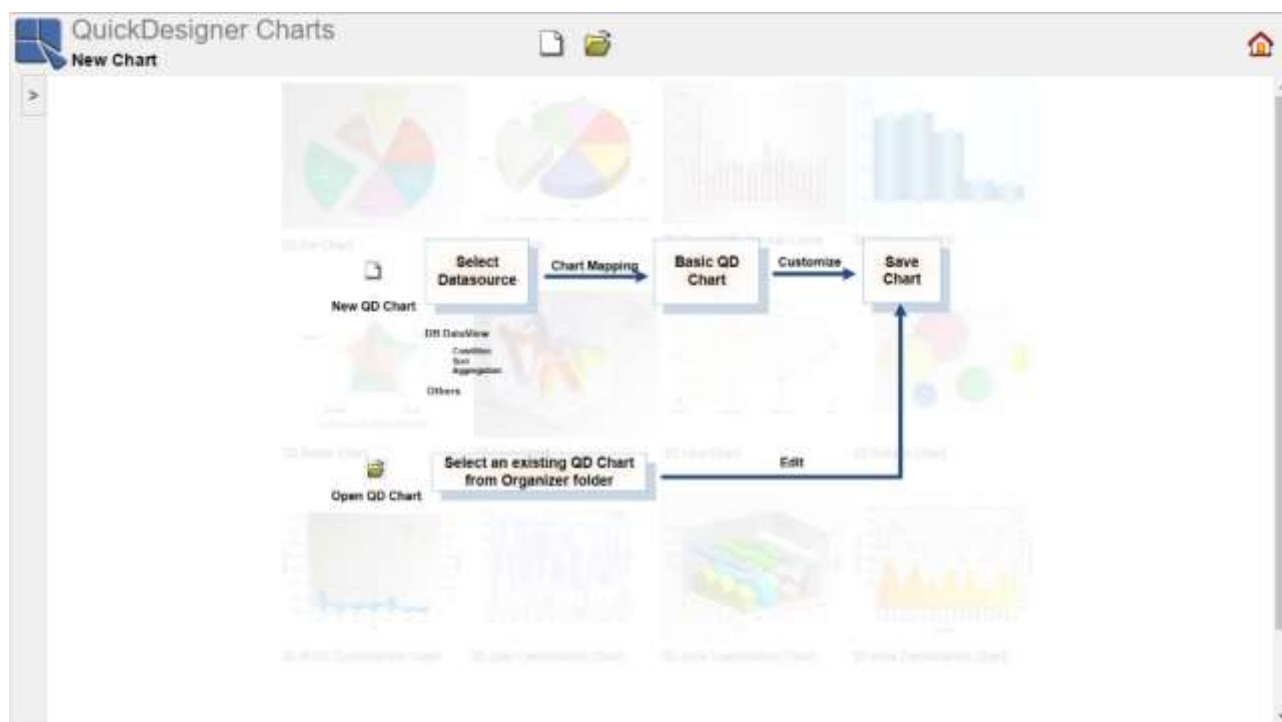 QuickDesigner Charts
New Chart
>
Select
Datasource
Chart Mapping
Basic QD
Chart
Customize
Save
Chart
New QD Chart
DB DataView
Condition
Sort
Aggregation
Others
Select an existing QD Chart
from Organizer folder
Edit
Open QD Chart